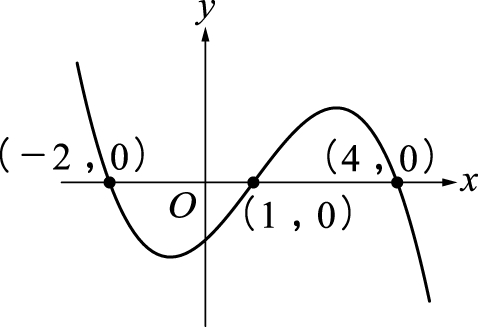 y
(-2, 0)
(4, 0)
x
O
(1, 0)